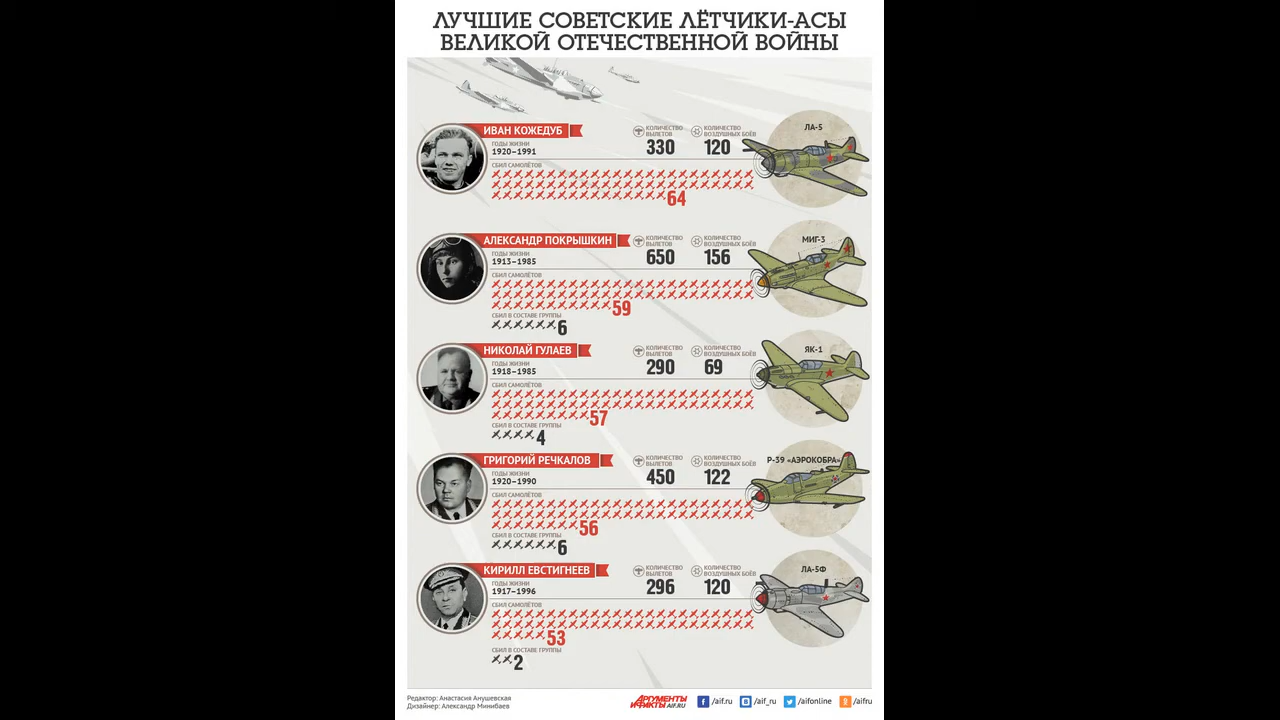 ЛУЧШИЕ СОВЕТСКИЕ ЛЁТЧИКИ-АСЫ
ВЕЛИКОЙ ОТЕЧЕСТВЕННОЙ ВОЙНЫ
ИВАН КОЖЕДУБ
ГОДЫ ЖИЗНИ
1920–1991
КОЛИЧЕСТВО
ВЫЛЕТОВ
330
КОЛИЧЕСТВО
ВОЗДУШНЫХ БОЁВ
120
ЛА-5
СБИЛ САМОЛЁТОВ
64
АЛЕКСАНДР ПОКРЫШКИН
ГОДЫ ЖИЗНИ
1913–1985
КОЛИЧЕСТВО
ВЫЛЕТОВ
650
КОЛИЧЕСТВО
ВОЗДУШНЫХ БОЁВ
156
МИГ-3
СБИЛ САМОЛЁТОВ
59
СБИЛ В СОСТАВЕ ГРУППЫ
6
НИКОЛАЙ ГУЛАЕВ
ГОДЫ ЖИЗНИ
1918–1985
КОЛИЧЕСТВО
ВЫЛЕТОВ
290
КОЛИЧЕСТВО
ВОЗДУШНЫХ БОЁВ
69
ЯК-1
СБИЛ САМОЛЁТОВ
57
СБИЛ В СОСТАВЕ ГРУППЫ
4
ГРИГОРИЙ РЕЧКАЛОВ
ГОДЫ ЖИЗНИ
1920–1990
КОЛИЧЕСТВО
ВЫЛЕТОВ
450
КОЛИЧЕСТВО
ВОЗДУШНЫХ БОЁВ
122
Р-39 «АЭРОКОБРА»
СБИЛ САМОЛЁТОВ
56
СБИЛ В СОСТАВЕ ГРУППЫ
6
КИРИЛЛ ЕВСТИГНЕЕВ
ГОДЫ ЖИЗНИ
1917–1996
КОЛИЧЕСТВО
ВЫЛЕТОВ
296
КОЛИЧЕСТВО
ВОЗДУШНЫХ БОЁВ
120
ЛА-5Ф
СБИЛ САМОЛЁТОВ
53
СБИЛ В СОСТАВЕ ГРУППЫ
2
Редактор: Анастасия Анушевская
Дизайнер: Александр Минибаев
АРГУМЕНТЫ
И ФАКТЫ AIF.RU
/aif.ru
/aif_ru
/aifonline
/aifru